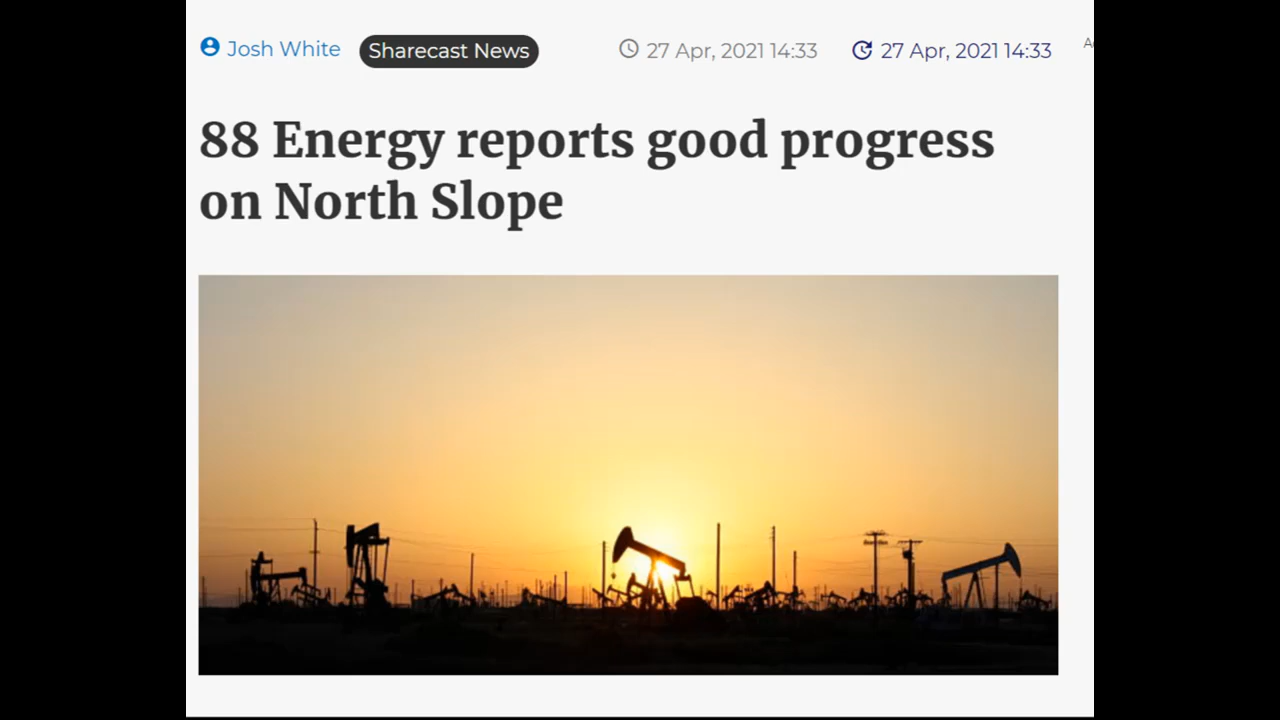 Josh White Sharecast News 27 Apr, 2021 14:33 27 Apr, 2021 14:33
88 Energy reports good progress
on North Slope